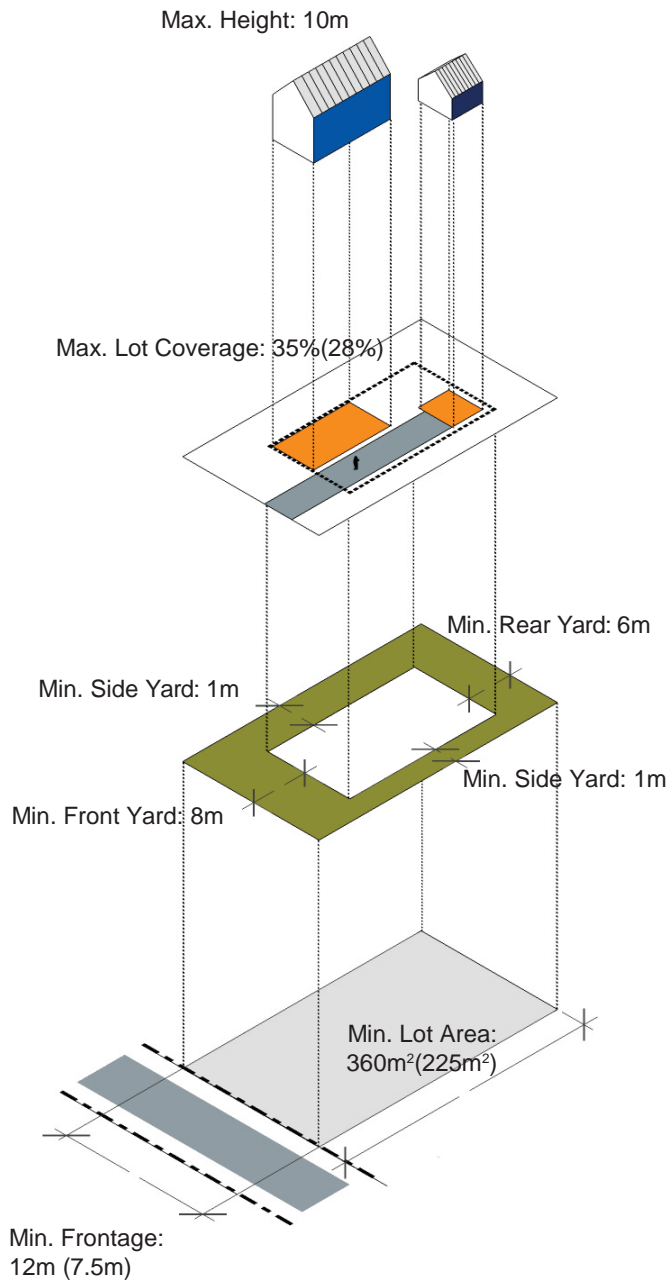 Max. Height: 10m
Max. Lot Coverage: 35%(28%)
Min. Rear Yard: 6m
Min. Side Yard: 1m
Min. Side Yard: 1m
Min. Front Yard: 8m
Min. Lot Area:
360m²(225m²)
Min. Frontage:
12m (7.5m)